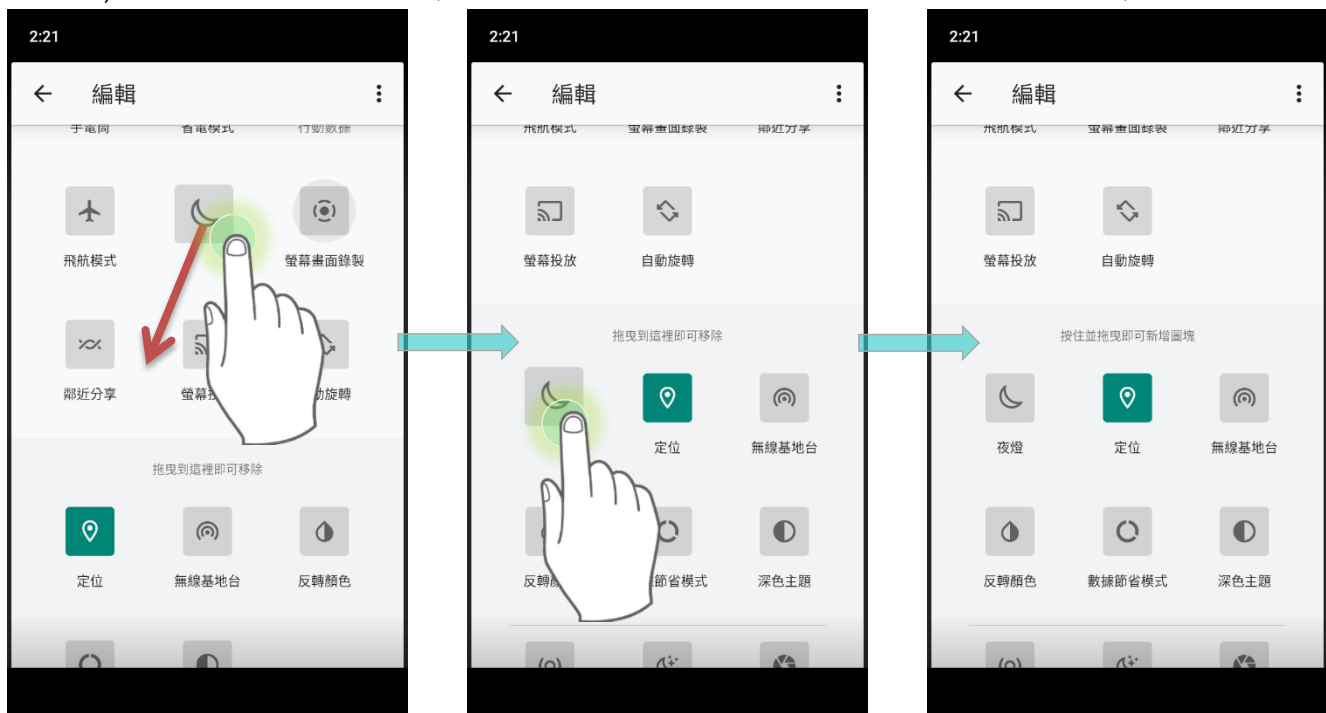 2:21
編輯
手電筒 省電模式 行動數據
飛航模式 螢幕畫面錄製
鄰近分享 螢幕投 動旋轉
拖曳到這裡即可移除
定位 無線基地台 反轉顏色
2:21
編輯
飛航模式 螢幕畫面錄製 鄰近分享
螢幕投放 自動旋轉
拖曳到這裡即可移除
定位 無線基地台
反轉顏 節省模式 深色主題
2:21
編輯
飛航模式 螢幕畫面錄製 鄰近分享
螢幕投放 自動旋轉
按住並拖曳即可新增圖塊
夜燈 定位 無線基地台
反轉顏色 數據節省模式 深色主題